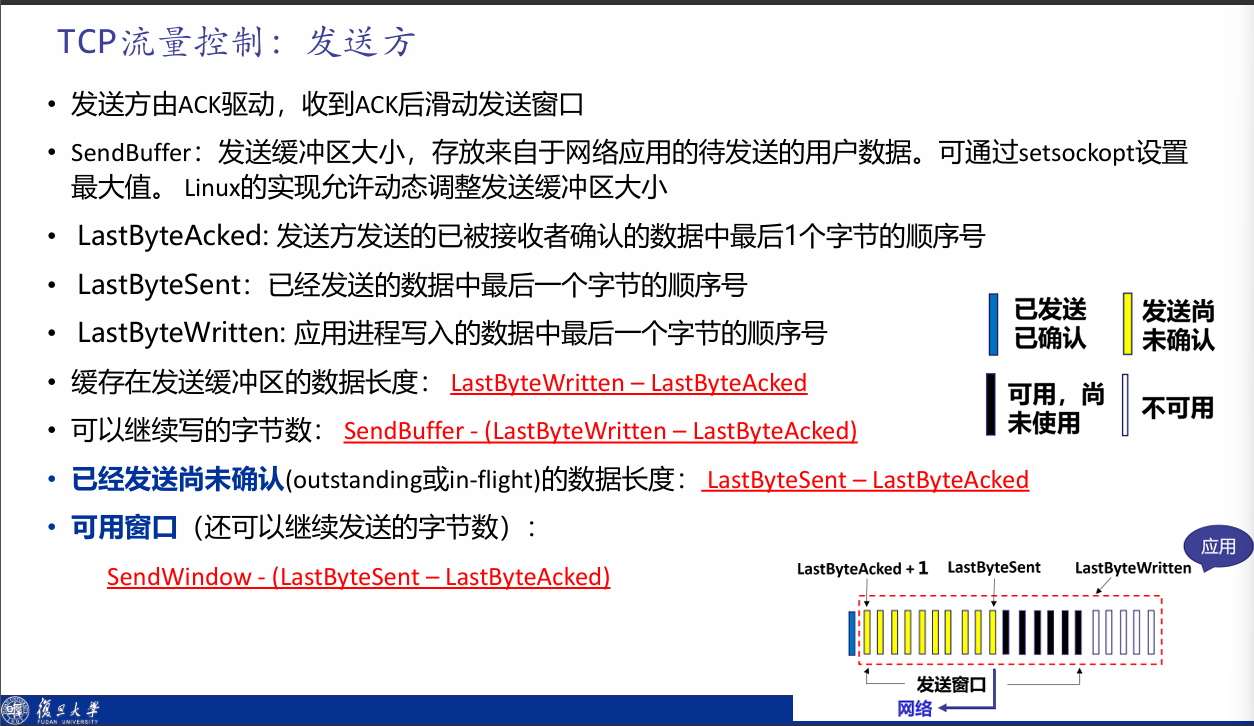 TCP流量控制：发送方
• 发送方由ACK驱动，收到ACK后滑动发送窗口
• SendBuffer：发送缓冲区大小，存放来自于网络应用的待发送的用户数据。可通过setsockopt设置
最大值。 Linux的实现允许动态调整发送缓冲区大小
• LastByteAcked: 发送方发送的已被接收者确认的数据中最后1个字节的顺序号
• LastByteSent：已经发送的数据中最后一个字节的顺序号
• LastByteWritten: 应用进程写入的数据中最后一个字节的顺序号
• 缓存在发送缓冲区的数据长度： LastByteWritten – LastByteAcked
• 可以继续写的字节数： SendBuffer - (LastByteWritten – LastByteAcked)
• 已经发送尚未确认(outstanding或in-flight)的数据长度： LastByteSent – LastByteAcked
• 可用窗口（还可以继续发送的字节数）：
SendWindow - (LastByteSent – LastByteAcked)
已发送
已确认
发送尚
未确认
可用，尚
未使用
不可用
应用
LastByteAcked + 1
LastByteSent
LastByteWritten
发送窗口
网络
復旦大学
FUDAN UNIVERSITY